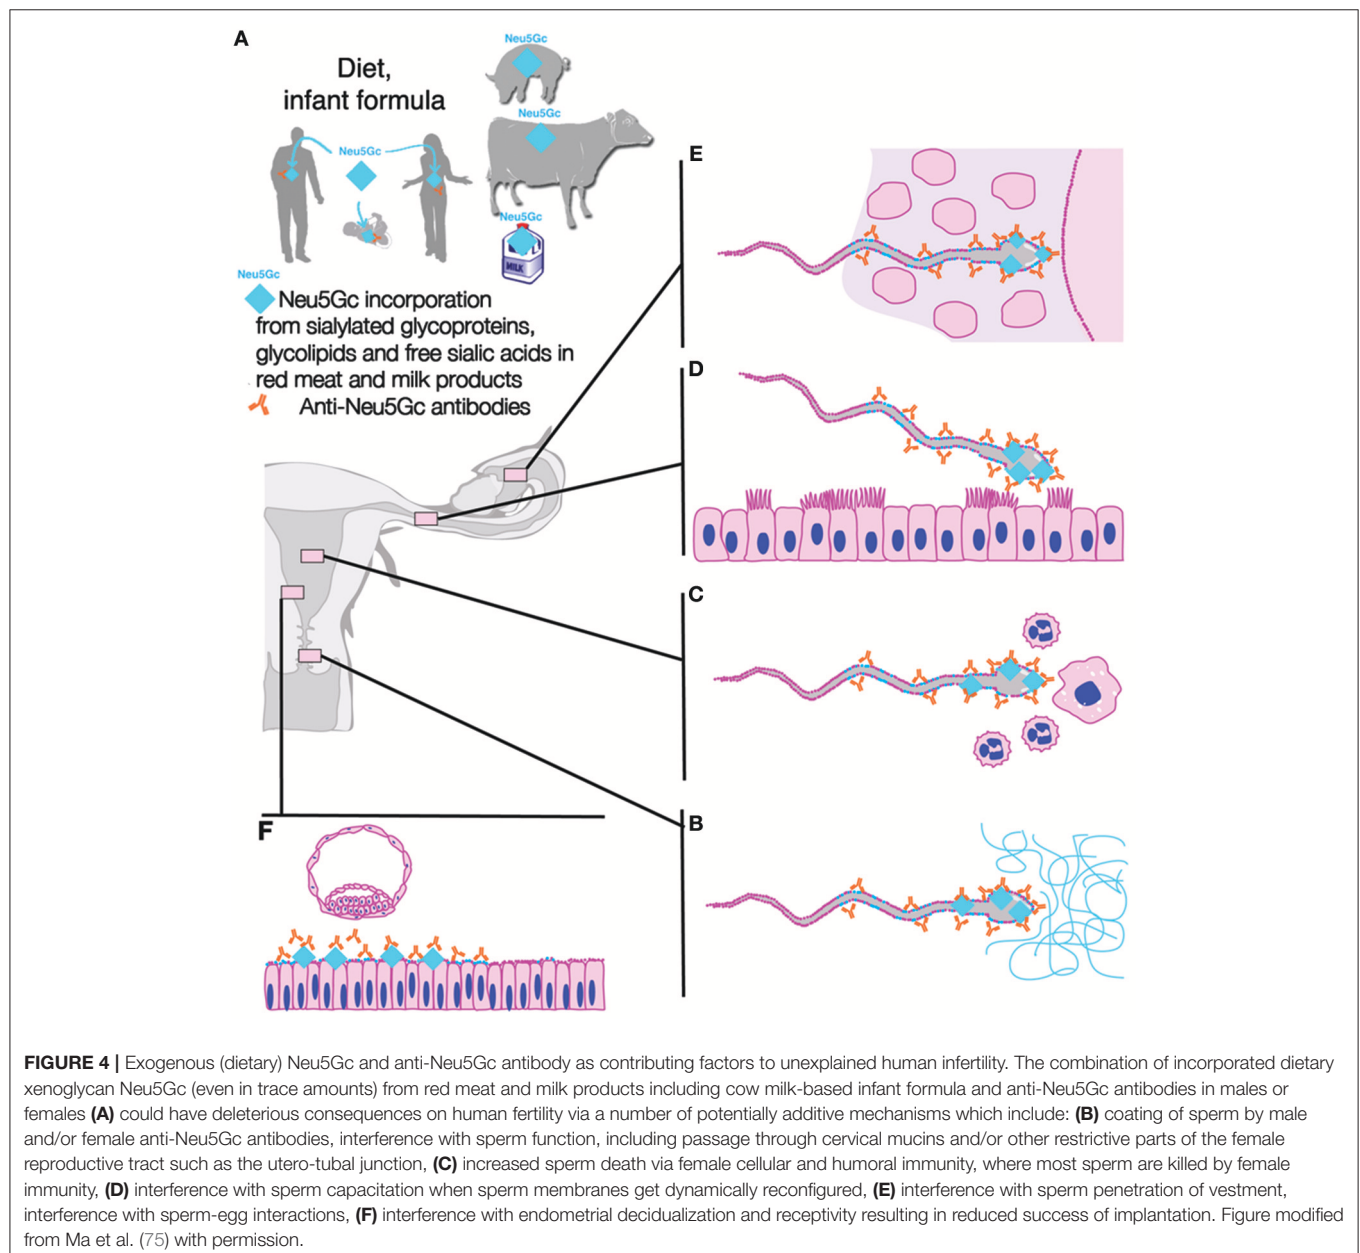 A
Neu5Gc
Diet,
infant formula
Neu5Gc
Neu5Gc
Neu5Gc
MILK
Neu5Gc
Neu5Gc incorporation
from sialylated glycoproteins,
glycolipids and free sialic acids in
red meat and milk products
Anti-Neu5Gc antibodies
E
D
C
B
F
FIGURE 4 | Exogenous (dietary) Neu5Gc and anti-Neu5Gc antibody as contributing factors to unexplained human infertility. The combination of incorporated dietary
xenoglycan Neu5Gc (even in trace amounts) from red meat and milk products including cow milk-based infant formula and anti-Neu5Gc antibodies in males or
females (A) could have deleterious consequences on human fertility via a number of potentially additive mechanisms which include: (B) coating of sperm by male
and/or female anti-Neu5Gc antibodies, interference with sperm function, including passage through cervical mucins and/or other restrictive parts of the female
reproductive tract such as the utero-tubal junction, (C) increased sperm death via female cellular and humoral immunity, where most sperm are killed by female
immunity, (D) interference with sperm capacitation when sperm membranes get dynamically reconfigured, (E) interference with sperm penetration of vestment,
interference with sperm-egg interactions, (F) interference with endometrial decidualization and receptivity resulting in reduced success of implantation. Figure modified
from Ma et al. (75) with permission.